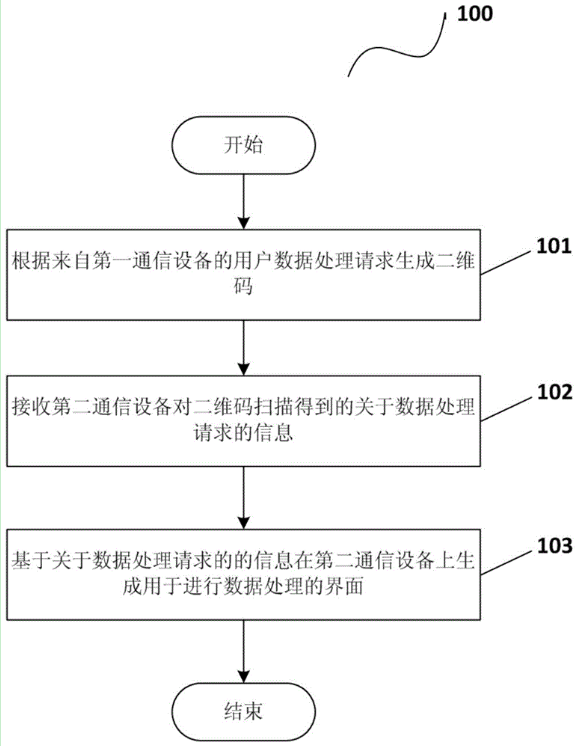 100
开始
根据来自第一通信设备的用户数据处理请求生成二维
码
101
接收第二通信设备对二维码扫描得到的关于数据处理
请求的信息
102
基于关于数据处理请求的的信息在第二通信设备上生
成用于进行数据处理的界面
103
结束